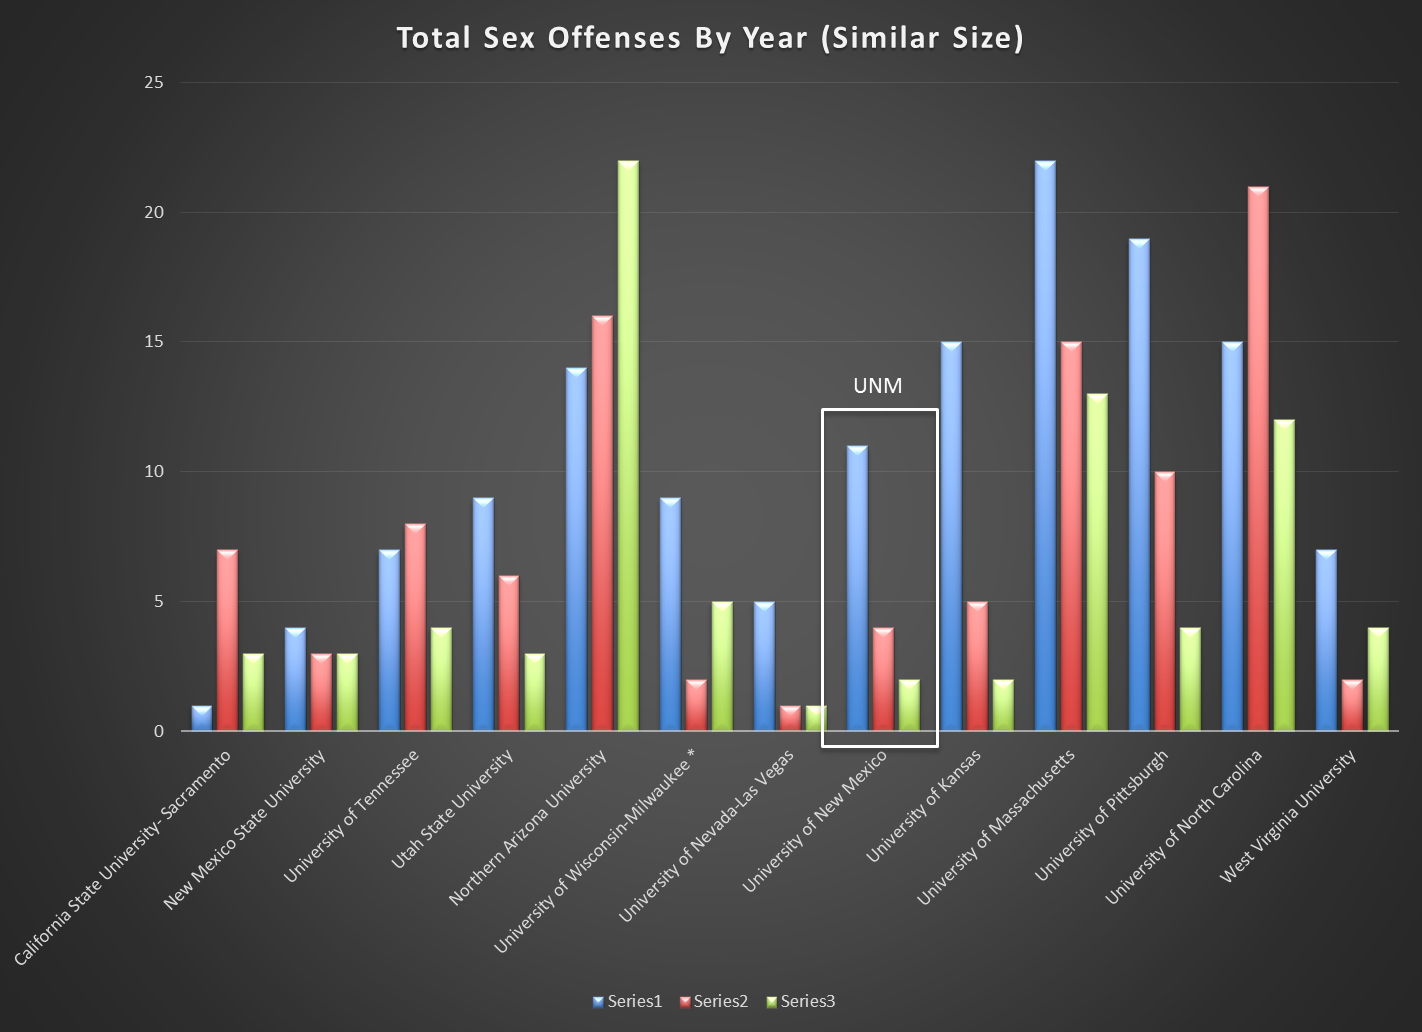 Total Sex Offenses By Year (Similar Size)
25
20
15
10
5
0
UNM
California State University- Sacramento
New Mexico State University
University of Tennessee
Utah State University
Northern Arizona University
University of Wisconsin-Milwaukee *
University of Nevada-Las Vegas
University of New Mexico
University of Kansas
University of Massachusetts
University of Pittsburgh
University of North Carolina
West Virginia University
Series1 Series2 Series3